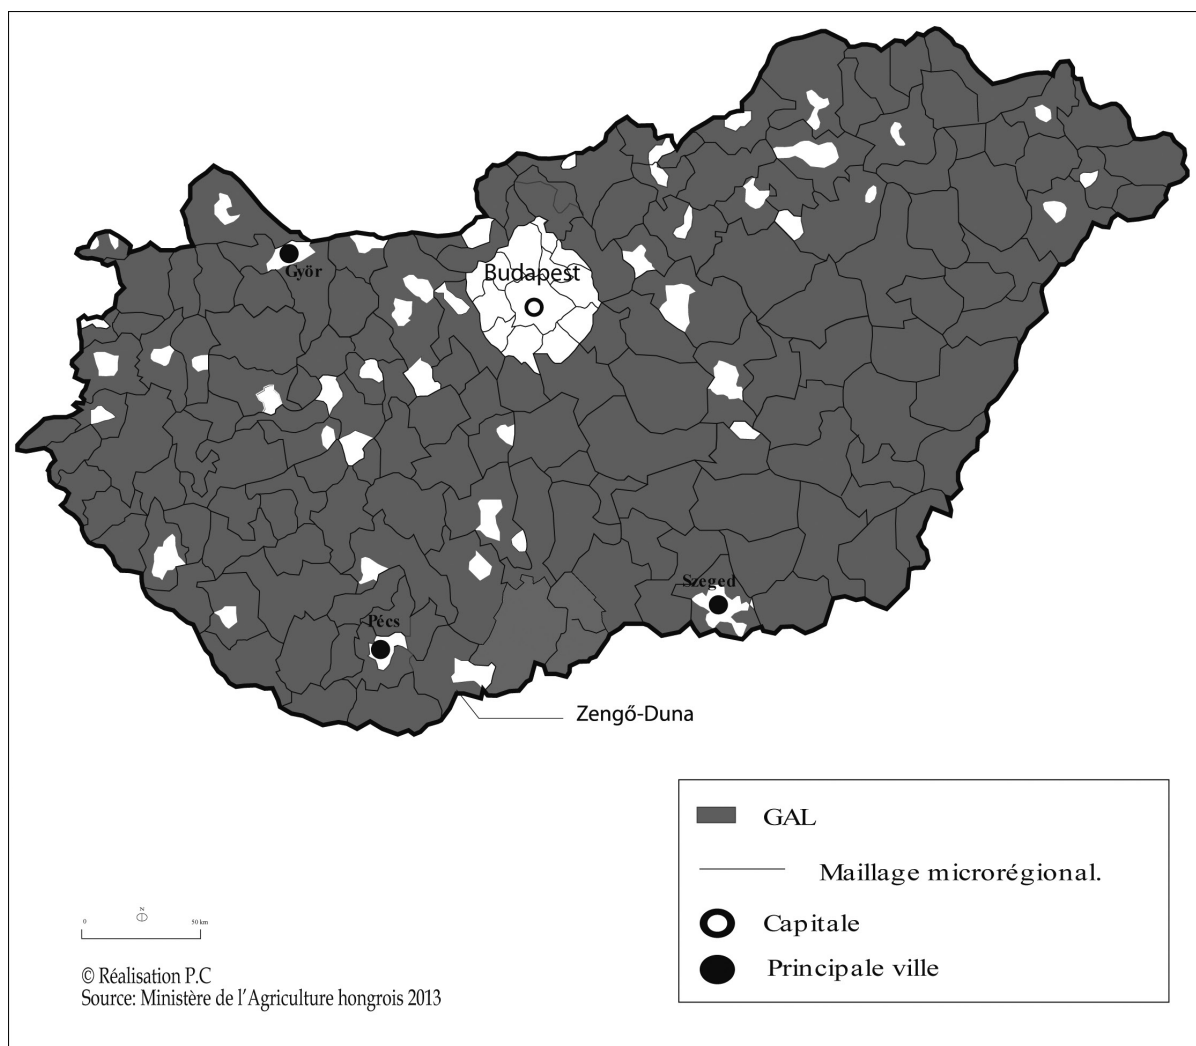 Budapest
Györ
Szeged
Pécs
Zengő-Duna
GAL
Maillage microrégional.
Capitale
Principale ville
N
0
50 km
© Réalisation P.C
Source: Ministère de l'Agriculture hongrois 2013